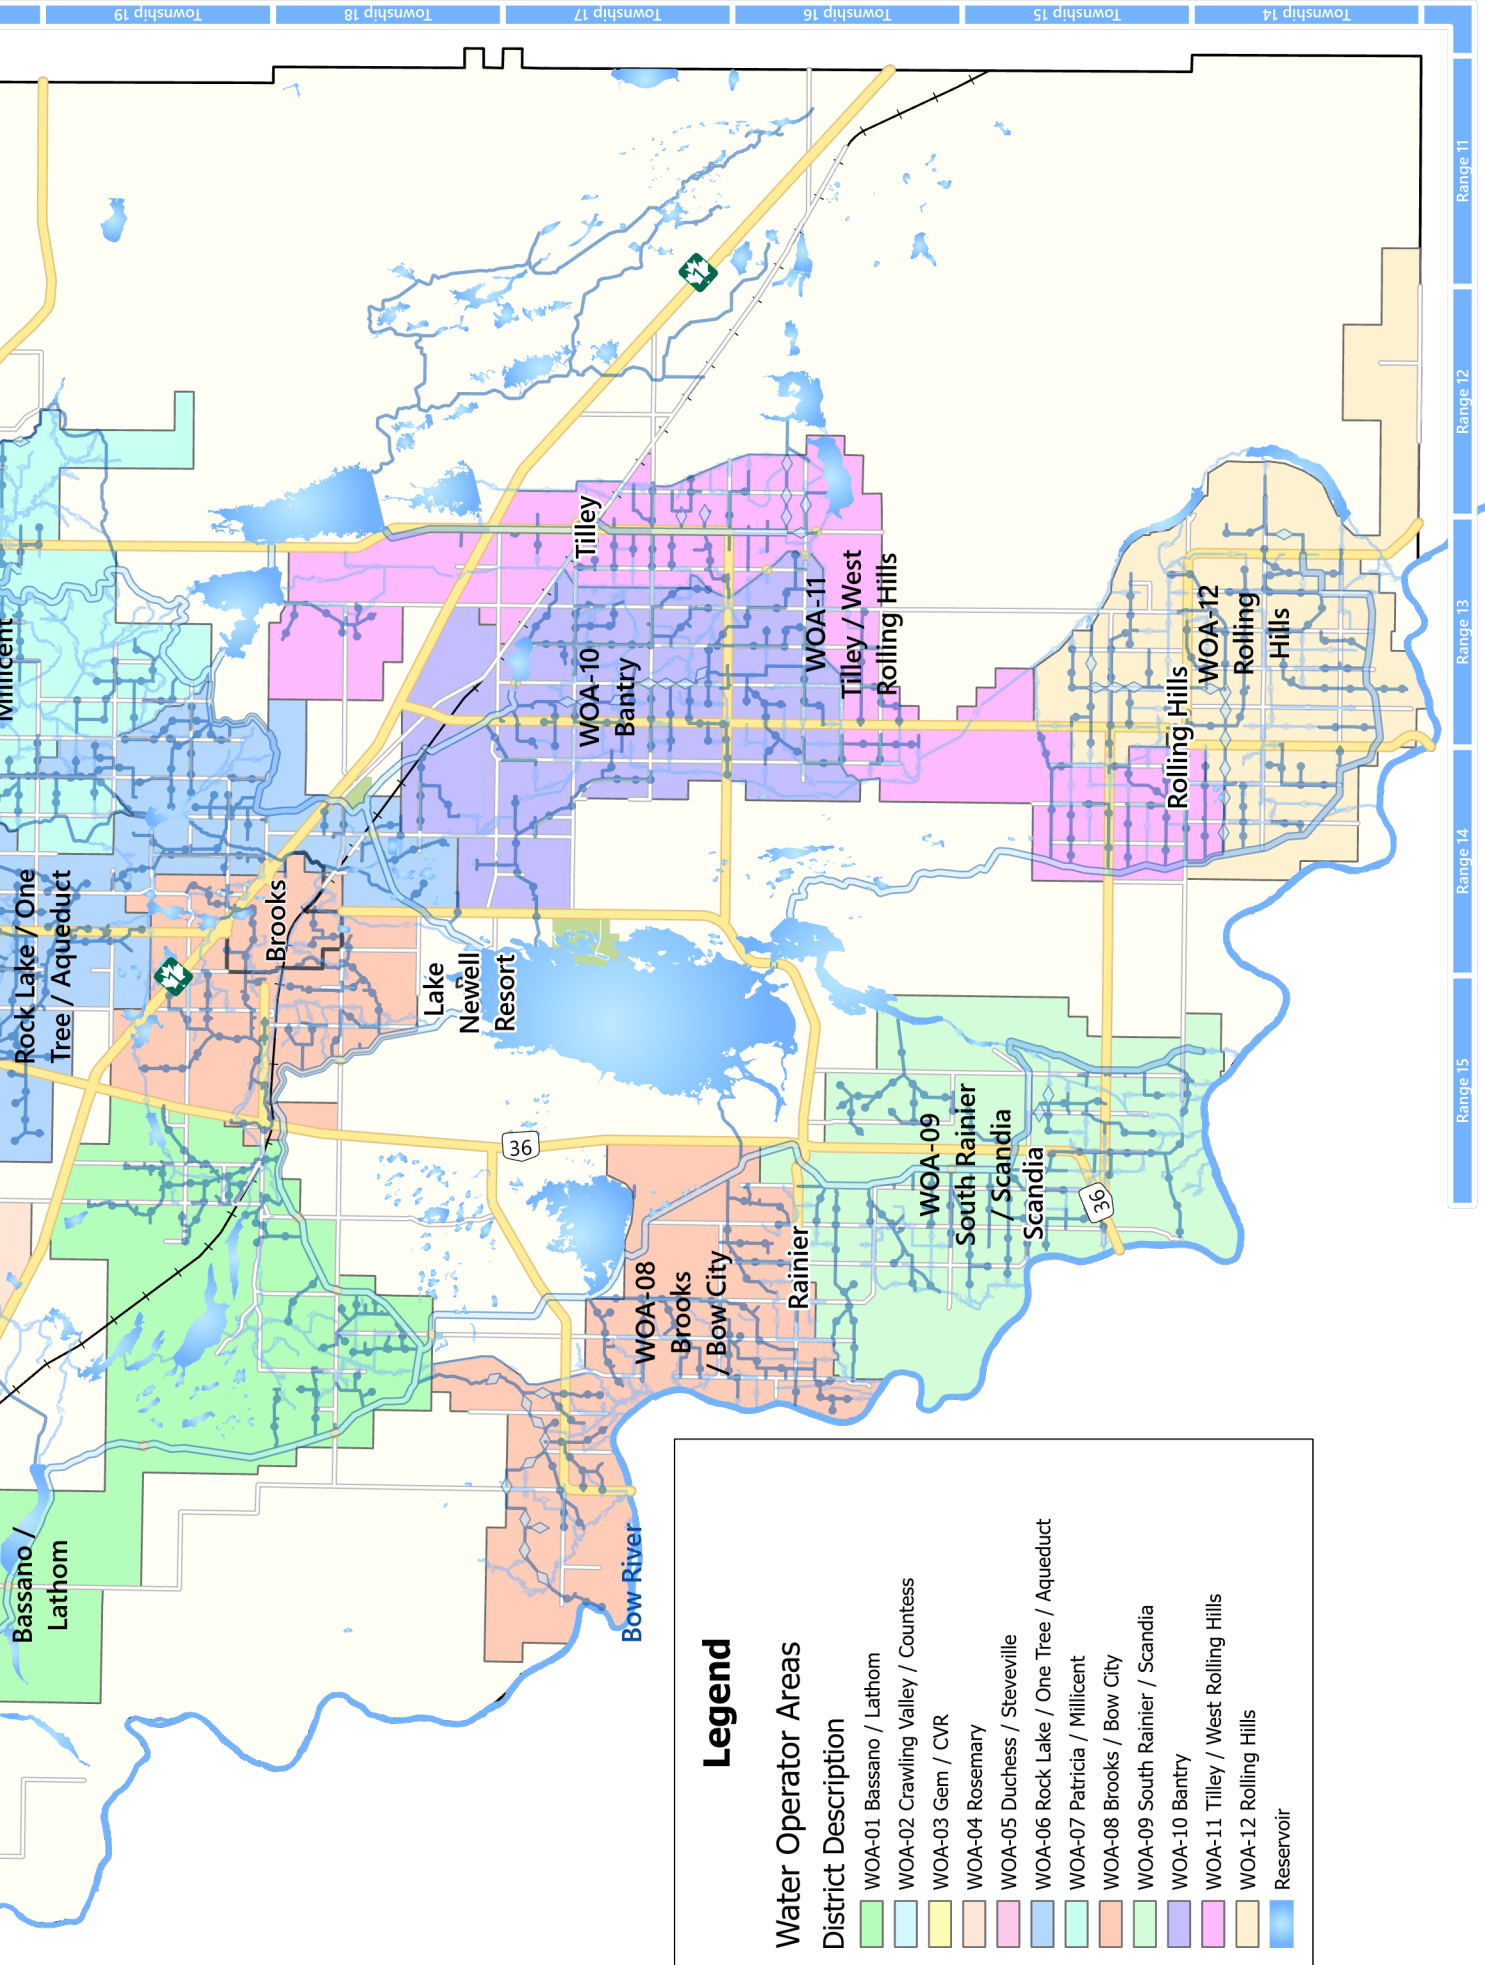 Township 19
Township 18
Township 17
Township 16
Township 15
Township 14
Range 11
Range 12
Range 13
Range 14
Range 15
1
Millicent
Tilley
WOA-10
Bantry
WOA-11
Tilley / West
Rolling Hills
WOA-12
Rolling
Hills
Rolling Hills
Rock Lake / One
Tree / Aqueduct
1
Brooks
Lake
Newell
Resort
36
WOA-09
South Rainier
/ Scandia
Scandia
36
Rainier
WOA-08
Brooks
/ Bow City
Bassano /
Lathom
Bow River
Legend
Water Operator Areas
District Description
WOA-01 Bassano / Lathom
WOA-02 Crawling Valley / Countess
WOA-03 Gem / CVR
WOA-04 Rosemary
WOA-05 Duchess / Steveville
WOA-06 Rock Lake / One Tree / Aqueduct
WOA-07 Patricia / Millicent
WOA-08 Brooks / Bow City
WOA-09 South Rainier / Scandia
WOA-10 Bantry
WOA-11 Tilley / West Rolling Hills
WOA-12 Rolling Hills
Reservoir